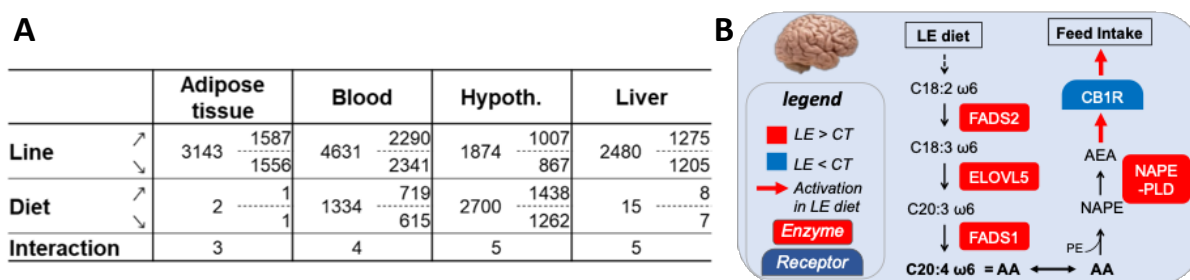 A
Adipose tissue Blood Hypoth. Liver
Line ↗ 3143 1587 4631 2290 1874 1007 2480 1275
↘ 1556 2341 867 1205
Diet ↗ 2 1 1334 719 2700 1438 15 8
↘ 1 615 1262 7
Interaction 3 4 5 5
B
legend
LE > CT
LE < CT
Activation
in LE diet
Enzyme
Receptor
LE diet
C18:2 ω6
FADS2
C18:3 ω6
ELOVL5
C20:3 ω6
FADS1
C20:4 ω6 = AA
Feed Intake
CB1R
AEA
NAPE
-PLD
NAPE
PE
AA